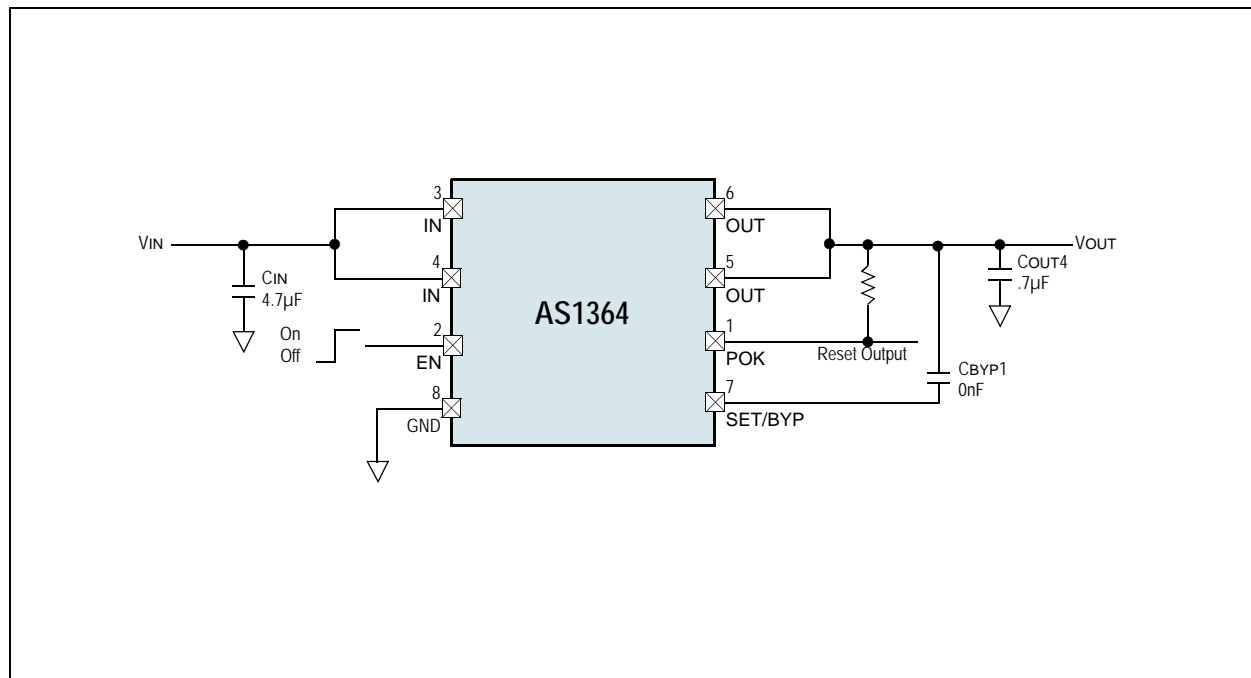 3
6
IN
OUT
VIN
VOUT
CIN
4.7µF
COUT4
.7µF
4
5
IN
OUT
AS1364
On
Off
2
1
EN
POK
Reset Output
CBYP1
0nF
8
7
GND
SET/BYP